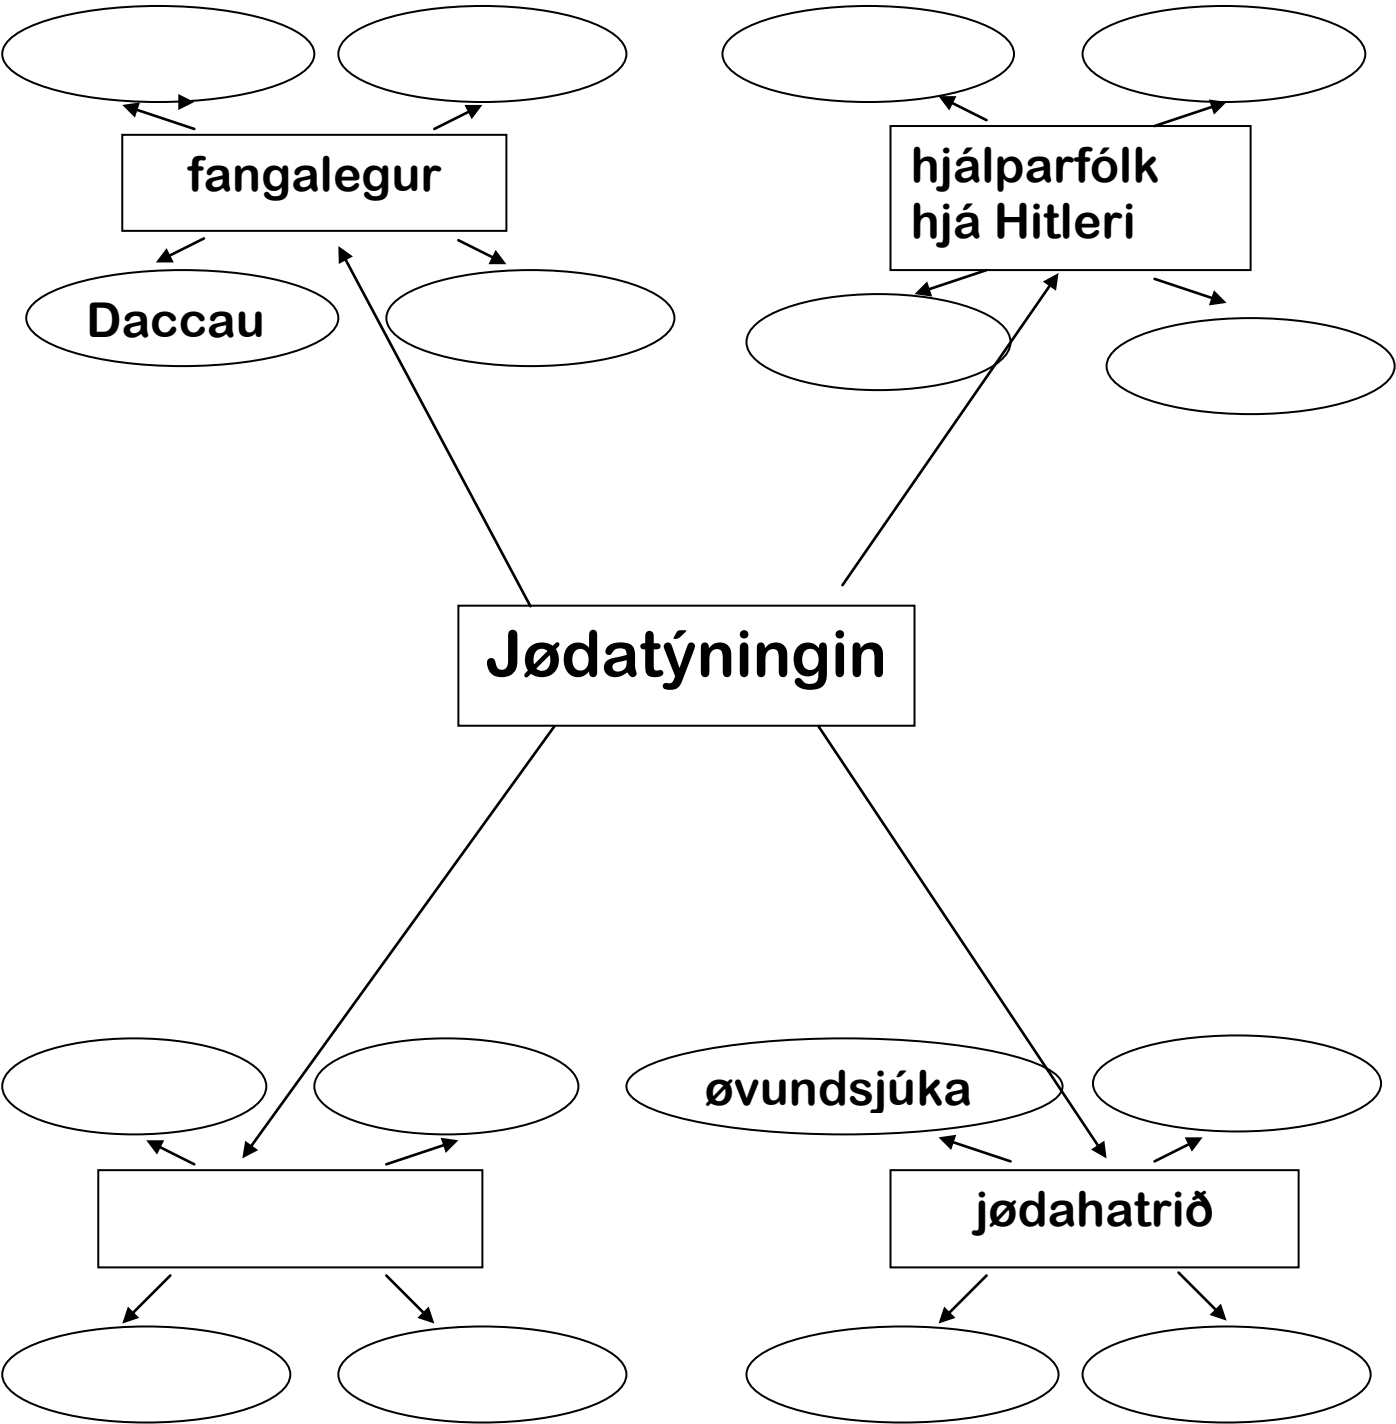 fangalegur
hjálparfólk
hjá Hitleri
Daccau
Jødatýningin
øvundsjúka
jødahatrið